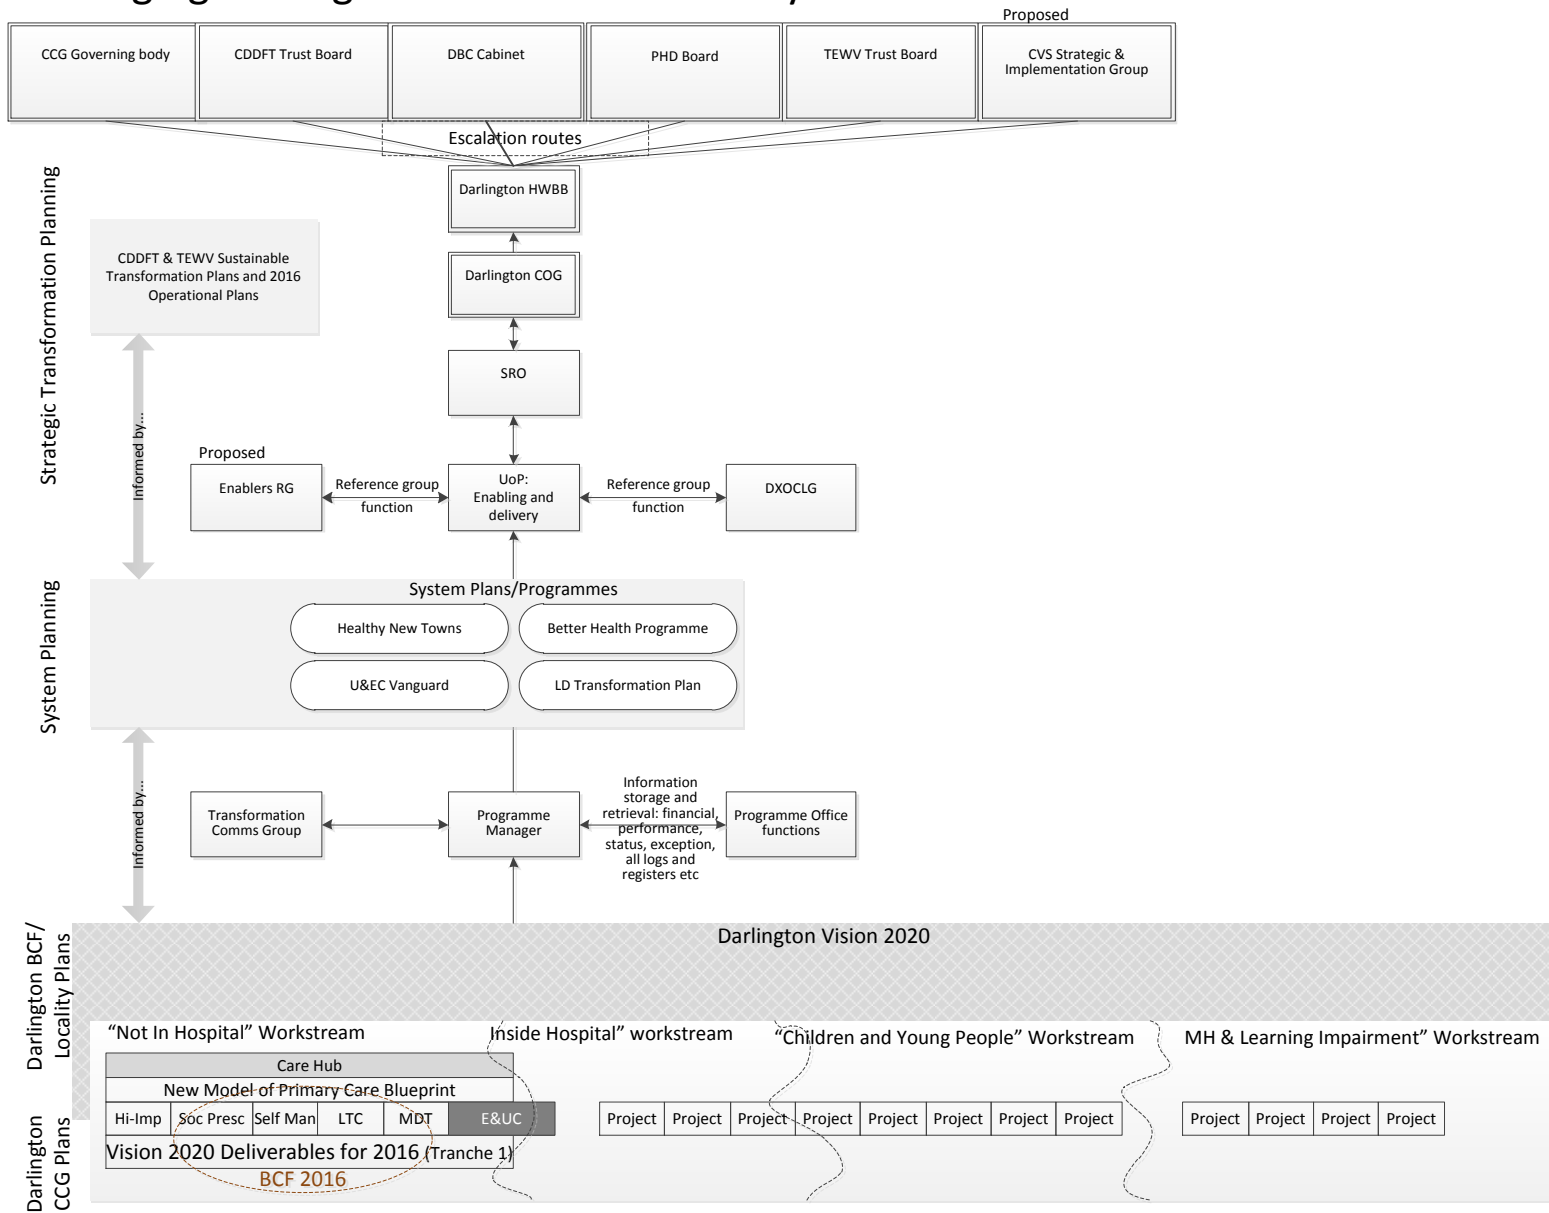 Proposed
CCG Governing body
CDDFT Trust Board
DBC Cabinet
PHD Board
TEWV Trust Board
CVS Strategic &
Implementation Group
Escalation routes
Strategic Transformation Planning
Darlington HWBB
CDDFT & TEWV Sustainable
Transformation Plans and 2016
Operational Plans
Darlington COG
SRO
Informed by...
Proposed
Enablers RG
Reference group
function
UoP:
Enabling and
delivery
Reference group
function
DXOCLG
System Planning
System Plans/Programmes
Healthy New Towns
Better Health Programme
U&EC Vanguard
LD Transformation Plan
Informed by...
Transformation
Comms Group
Programme
Manager
Information
storage and
retrieval: financial,
performance,
status, exception,
all logs and
registers etc
Programme Office
functions
Darlington BCF/
Locality Plans
Darlington Vision 2020
“Not In Hospital” Workstream
Inside Hospital” workstream
“Children and Young People” Workstream
MH & Learning Impairment” Workstream
Care Hub
New Model of Primary Care Blueprint
Darlington
CCG Plans
Hi-Imp
Soc Presc
Self Man
LTC
MDT
E&UC
Project
Project
Project
Project
Project
Project
Project
Project
Project
Project
Project
Project
Vision 2020 Deliverables for 2016 (Tranche 1)
BCF 2016